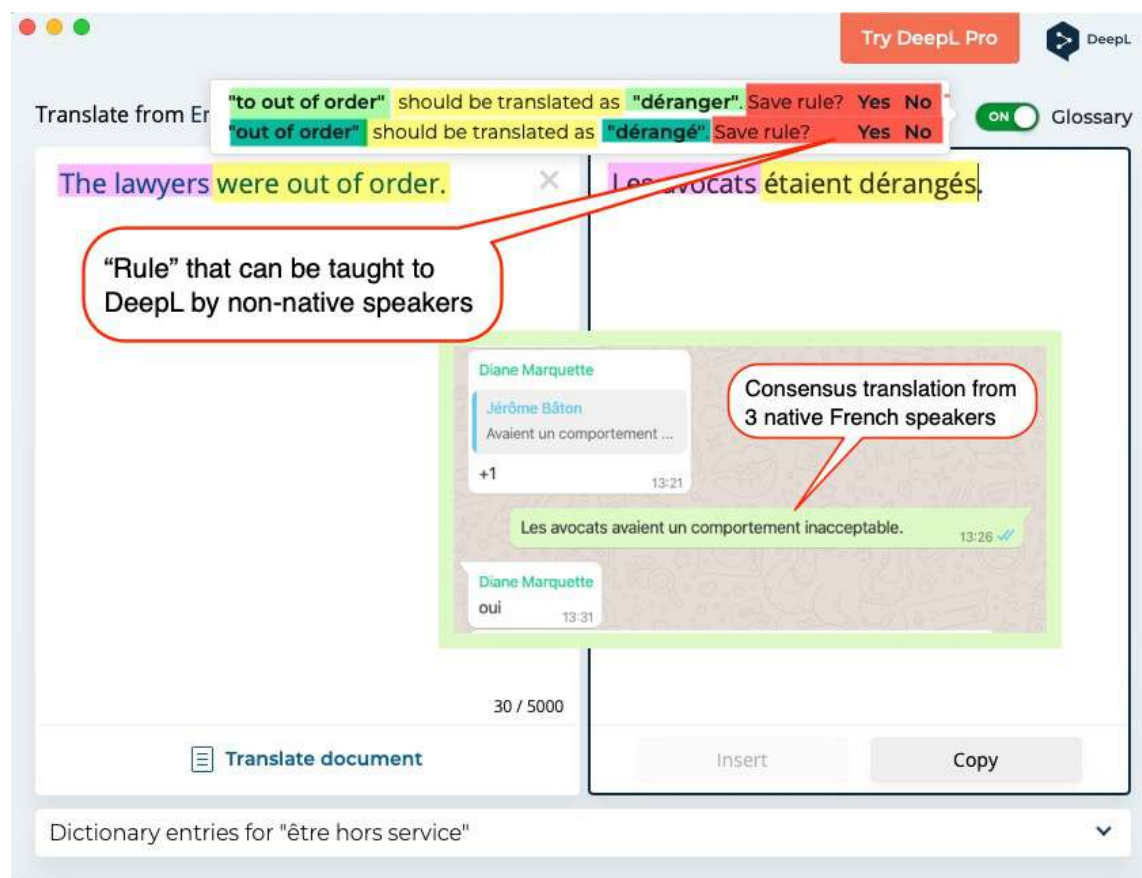 Try DeepL Pro
DeepL
Translate from En
"to out of order" should be translated as "déranger". Save rule? Yes No
"out of order" should be translated as "dérangé". Save rule? Yes No
ON Glossary
The lawyers were out of order.
Les avocats étaient dérangés.
"Rule" that can be taught to
DeepL by non-native speakers
Diane Marquette
Jérôme Bâton
Avaient un comportement ...
+1
13:21
Consensus translation from
3 native French speakers
Les avocats avaient un comportement inacceptable.
13:26
Diane Marquette
oui
13:31
30 / 5000
Translate document
Insert
Copy
Dictionary entries for "être hors service"